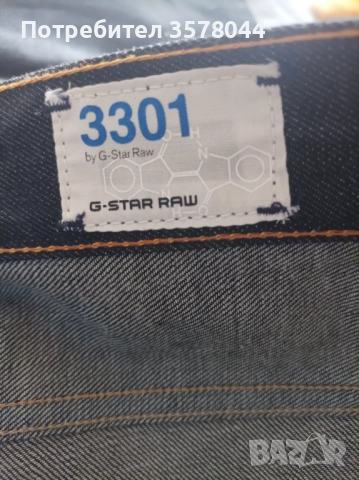 Потребител 3578044
3301
by G-Star Raw
G-STAR RAW
BAZAR